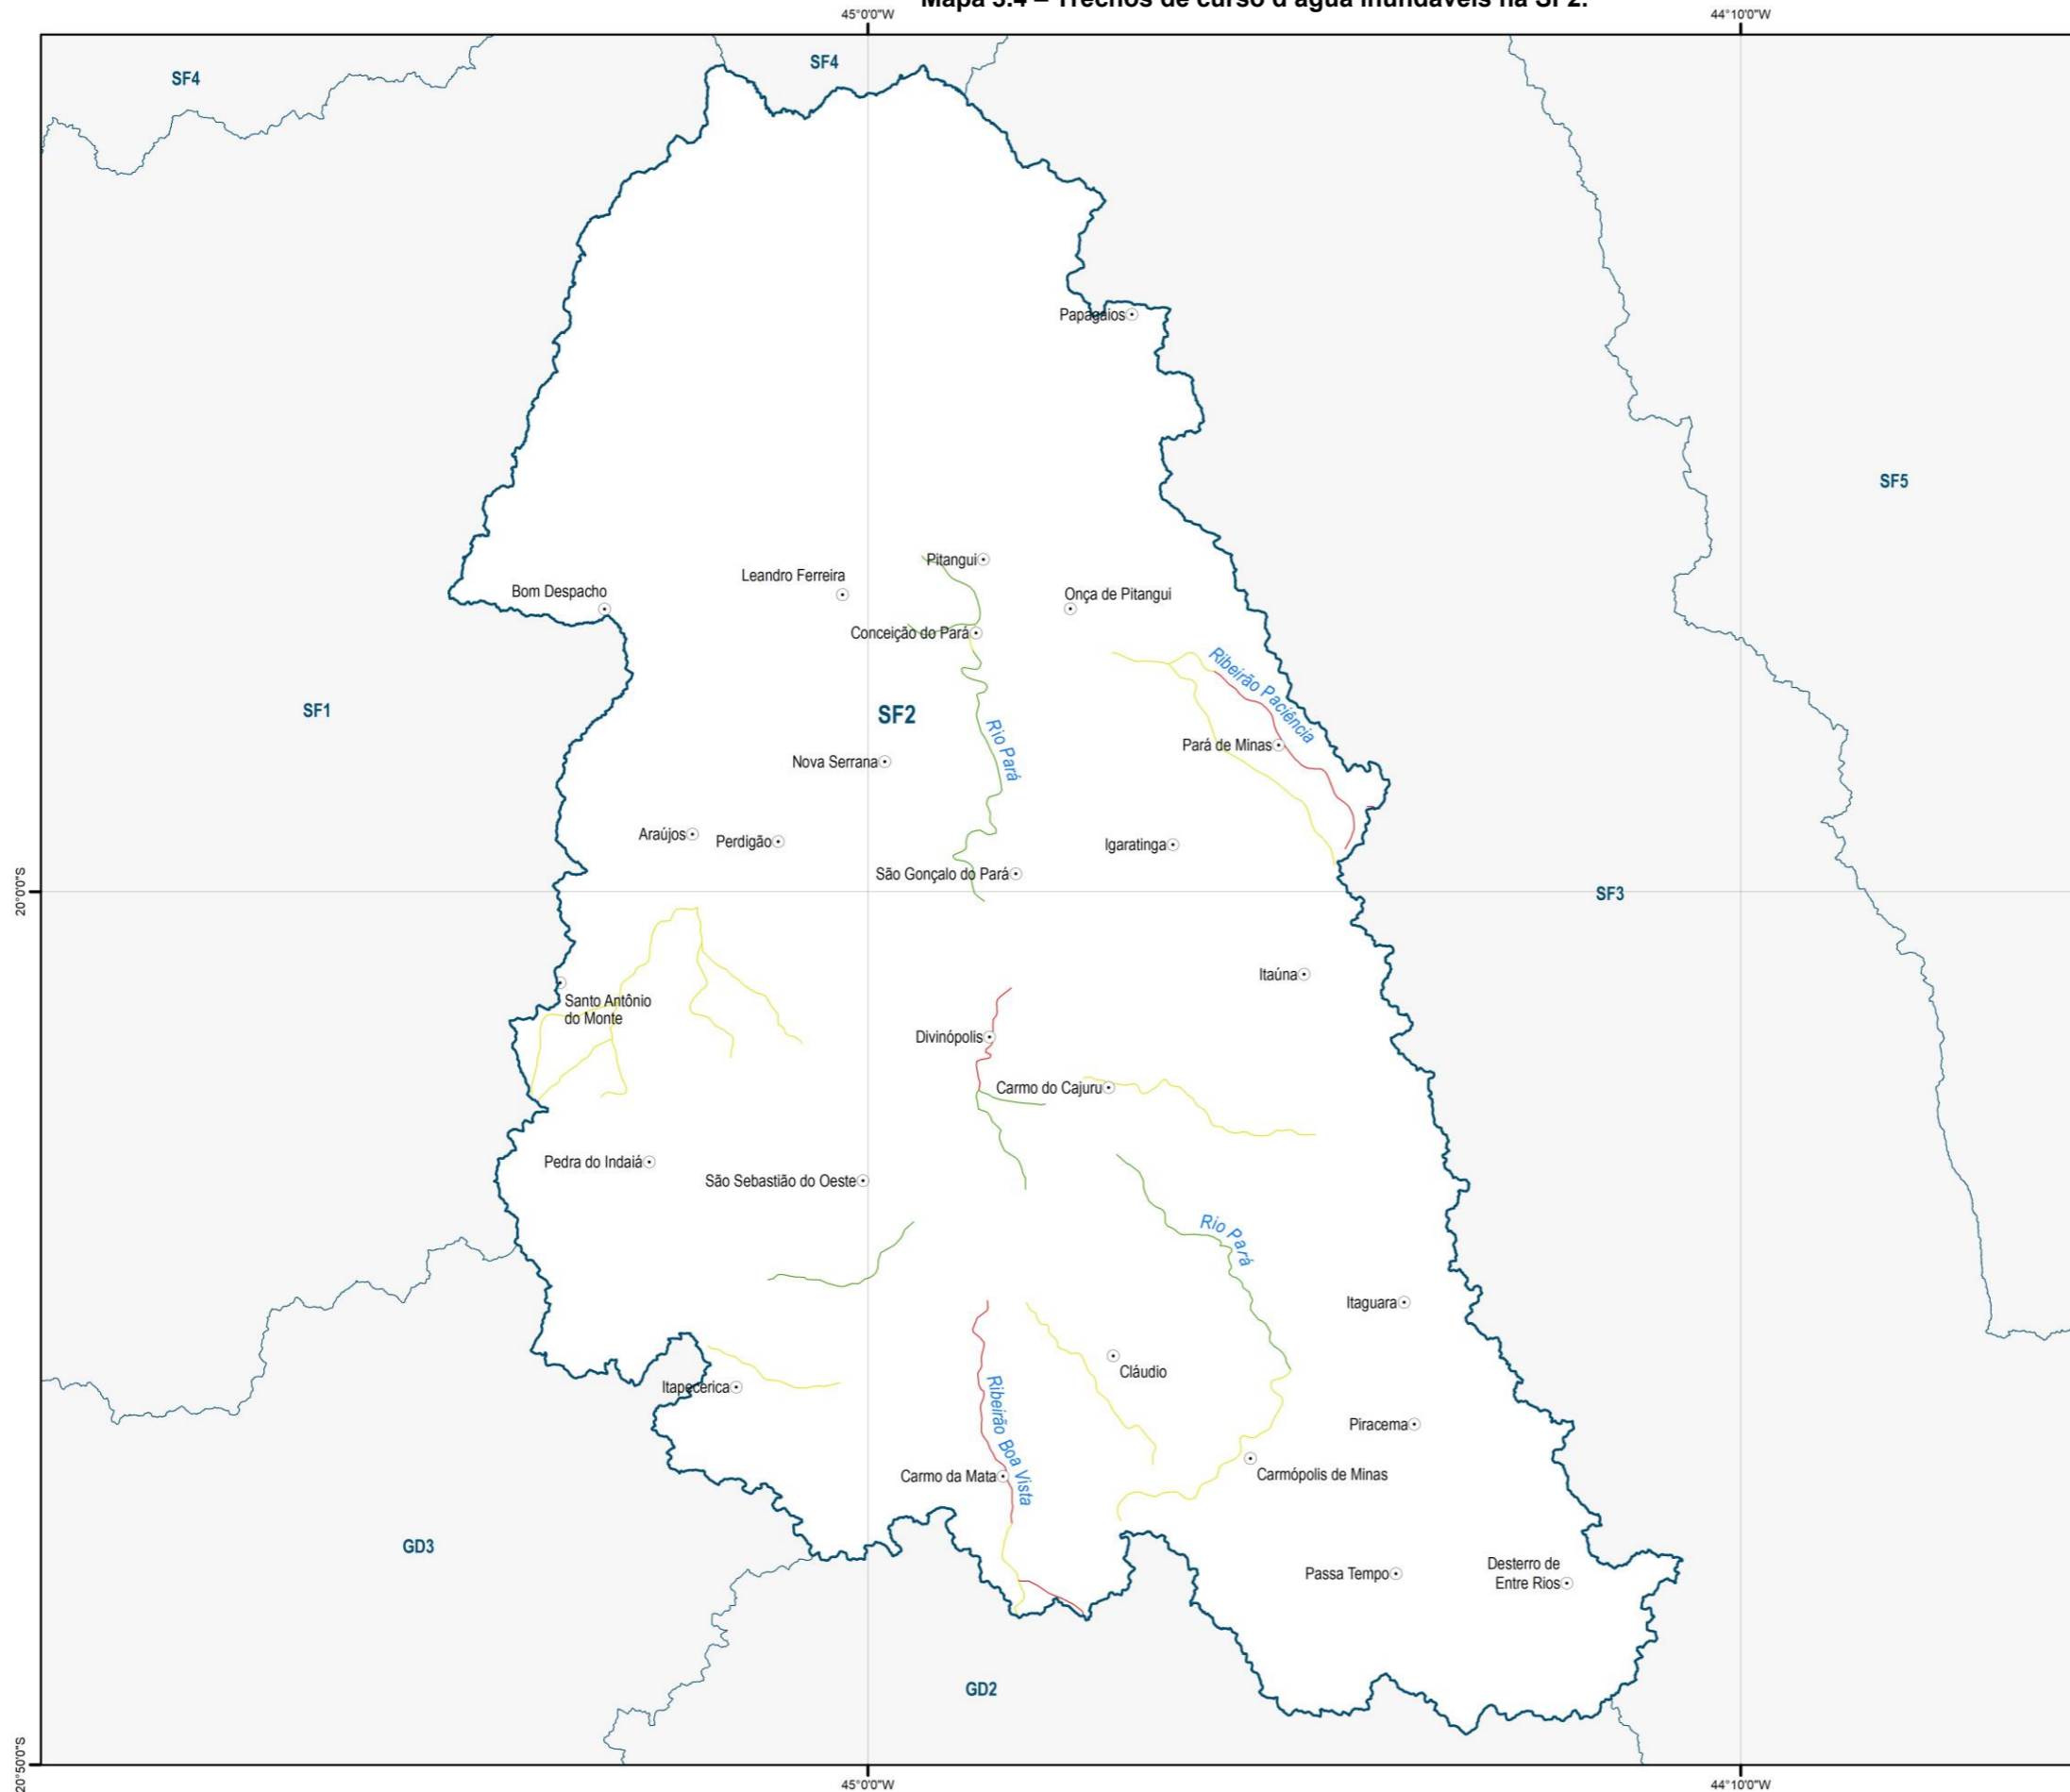 Mapa 3.4 – Trechos de curso d'água inundáveis na SF2.
45°0'0"W
44°10'0"W
SF4
SF4
Papagaios
SF5
Pitangui
Leandro Ferreira
Bom Despacho
Onça de Pitangui
Conceição do Pará
Ribeirão Paciência
SF1
SF2
Rio Pará
Pará de Minas
Nova Serrana
Araújos
Perdigão
Igaratinga
São Gonçalo do Pará
20°0'0"S
SF3
Itaúna
Santo Antônio
do Monte
Divinópolis
Carmo do Cajuru
Pedra do Indaiá
São Sebastião do Oeste
Rio Pará
Itaguara
Cláudio
Itapecerica
Ribeirão Boa Vista
Piracema
Carmo da Mata
Carmópolis de Minas
GD3
Passa Tempo
Desterro de
Entre Rios
GD2
20°50'0"S
45°0'0"W
44°10'0"W